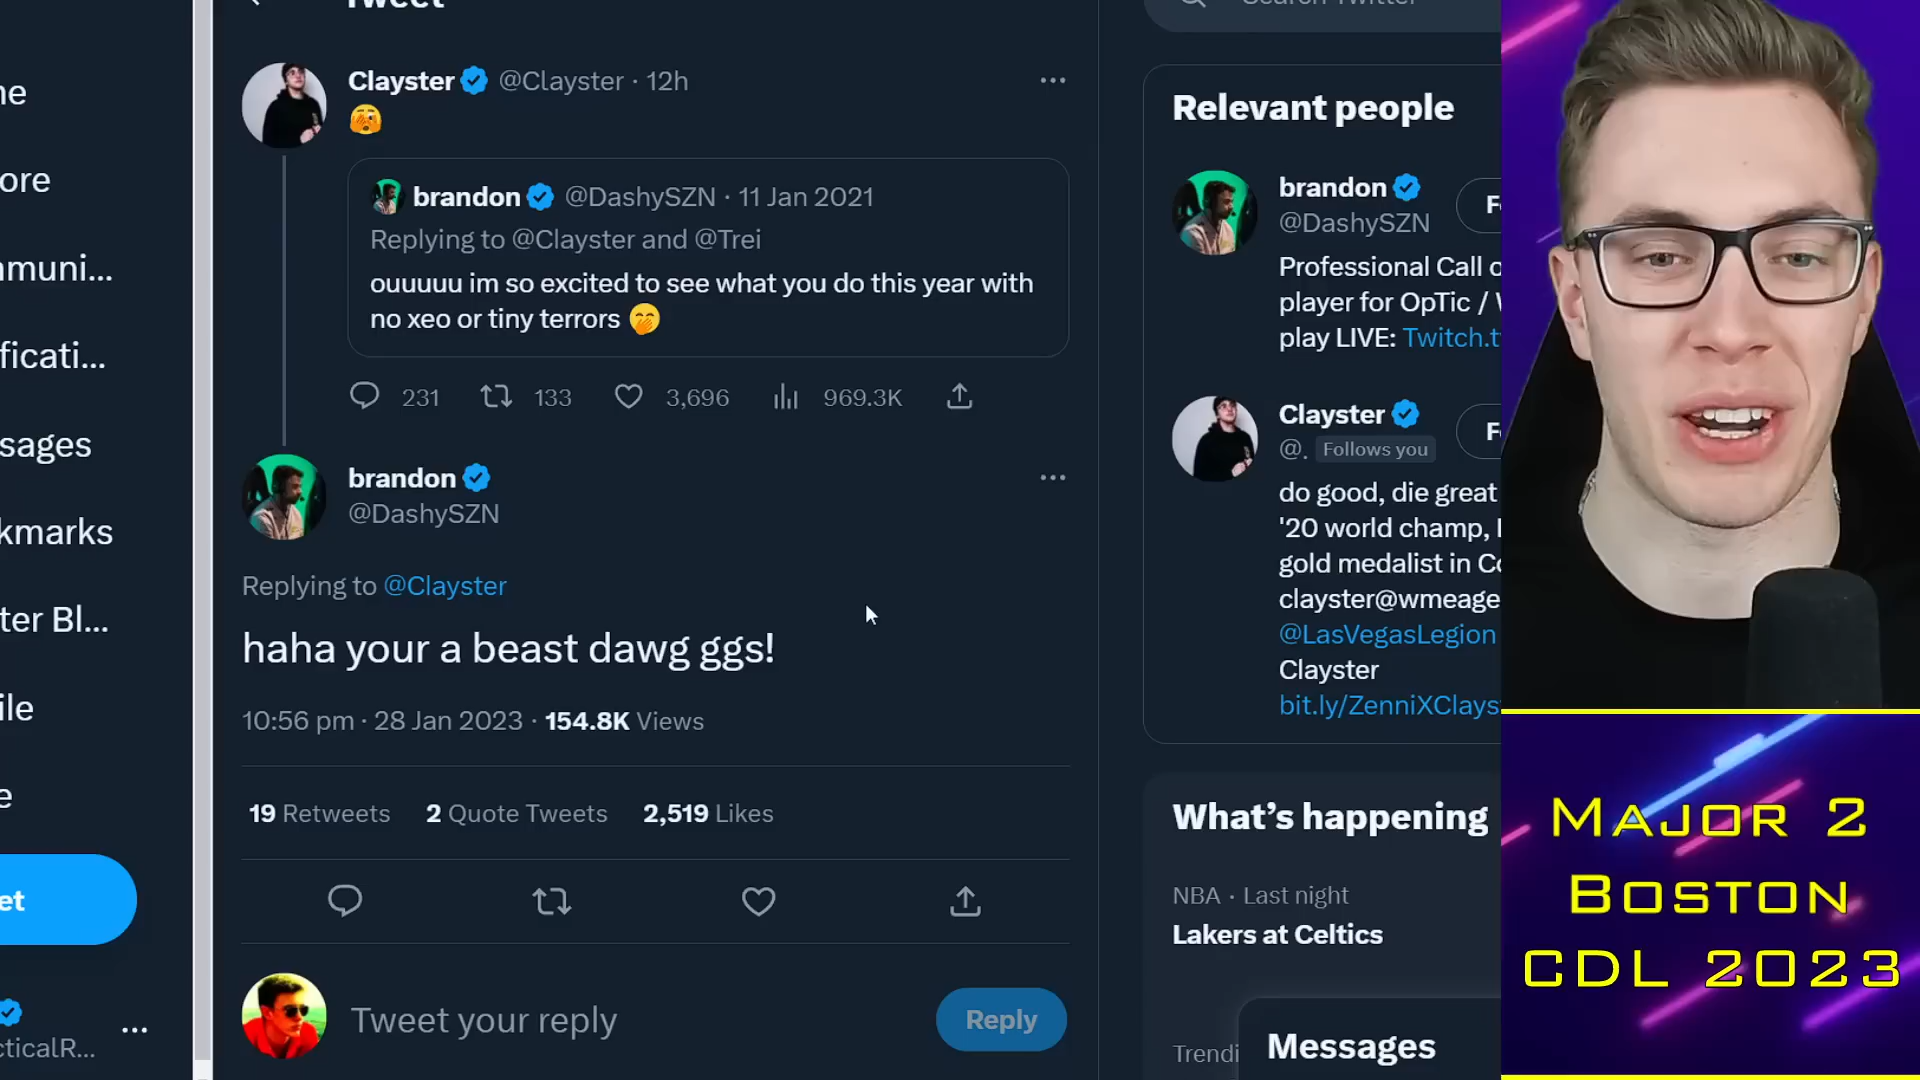 Tweet
Search Twitter
ne
ore
mmuni...
ficati...
sages
kmarks
ter Bl...
ile
e
et
cticalR...
Clayster @Clayster · 12h
brandon @DashySZN · 11 Jan 2021
Replying to @Clayster and @Trei
ouuuuu im so excited to see what you do this year with
no xeo or tiny terrors
231 133 3,696 969.3K
brandon
@DashySZN
Replying to @Clayster
haha your a beast dawg ggs!
10:56 pm · 28 Jan 2023 · 154.8K Views
19 Retweets 2 Quote Tweets 2,519 Likes
Tweet your reply
Reply
Relevant people
brandon
@DashySZN
F
Professional Call o
player for OpTic /
play LIVE: Twitch.t
Clayster
@. Follows you
F
do good, die great
'20 world champ,
gold medalist in Co
clayster@wmeage
@LasVegasLegion
Clayster
bit.ly/ZenniXClays
What's happening
NBA · Last night
Lakers at Celtics
Trendi
Messages
MAJOR 2
BOSTON
CDL 2023